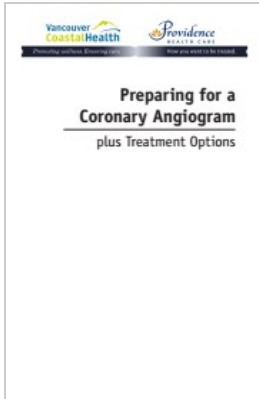 Vancouver
CoastalHealth
Providence
HEALTH CARE
Promoting wellness. Ensuring care.
How you want to be treated.
Preparing for a
Coronary Angiogram
plus Treatment Options